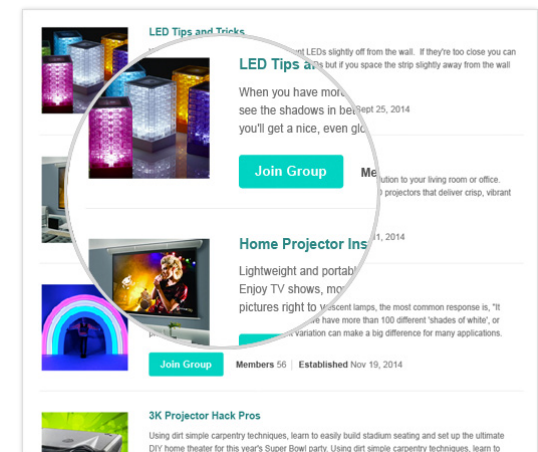 LED Tips and Tricks
nt LEDs slightly off from the wall. If they're too close you can
s but if you space the strip slightly away from the wall
LED Tips a
When you have mor
see the shadows in be
Sept 25, 2014
you'll get a nice, even glo
Join Group
Me
ution to your living room or office.
projectors that deliver crisp, vibrant
1, 2014
Home Projector Ins
Lightweight and portabl
Enjoy TV shows, mo
pictures right to
escent lamps, the most common response is, "It
e have more than 100 different 'shades of white', or
variation can make a big difference for many applications.
Join Group Members 56 | Established Nov 19, 2014
3K Projector Hack Pros
Using dirt simple carpentry techniques, learn to easily build stadium seating and set up the ultimate
DIY home theater for this year's Super Bowl party. Using dirt simple carpentry techniques, learn to